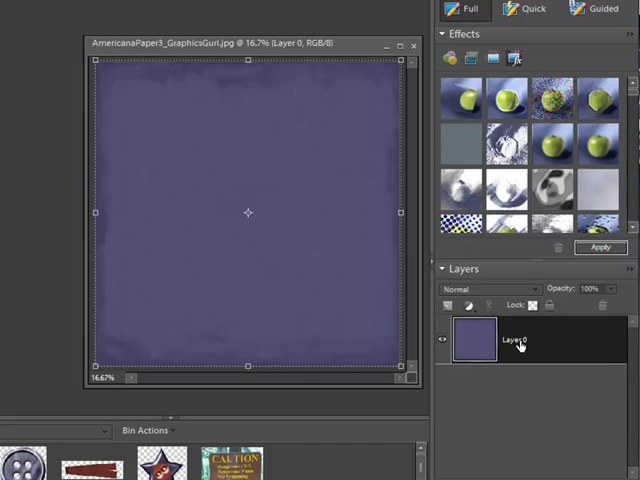 Full Quick Guided
Effects
AmericanaPaper3_GraphicsGurl.jpg @ 16.7% (Layer 0, RGB/8)
Apply
Layers
Normal Opacity: 100%
Lock:
Layer 0
16.67%
Bin Actions
CAUTION